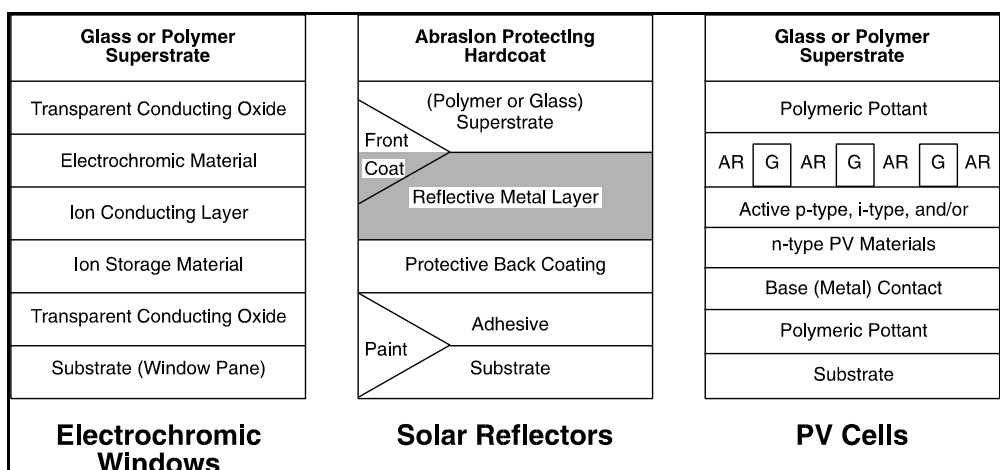 Glass or Polymer
Superstrate
Transparent Conducting Oxide
Electrochromic Material
Ion Conducting Layer
Ion Storage Material
Transparent Conducting Oxide
Substrate (Window Pane)
Electrochromic
Windows
Abrasion Protecting
Hardcoat
(Polymer or Glass)
Superstrate
Front
Coat
Reflective Metal Layer
Protective Back Coating
Adhesive
Paint
Substrate
Solar Reflectors
Glass or Polymer
Superstrate
Polymeric Pottant
AR G AR G AR G AR
Active p-type, i-type, and/or
n-type PV Materials
Base (Metal) Contact
Polymeric Pottant
Substrate
PV Cells